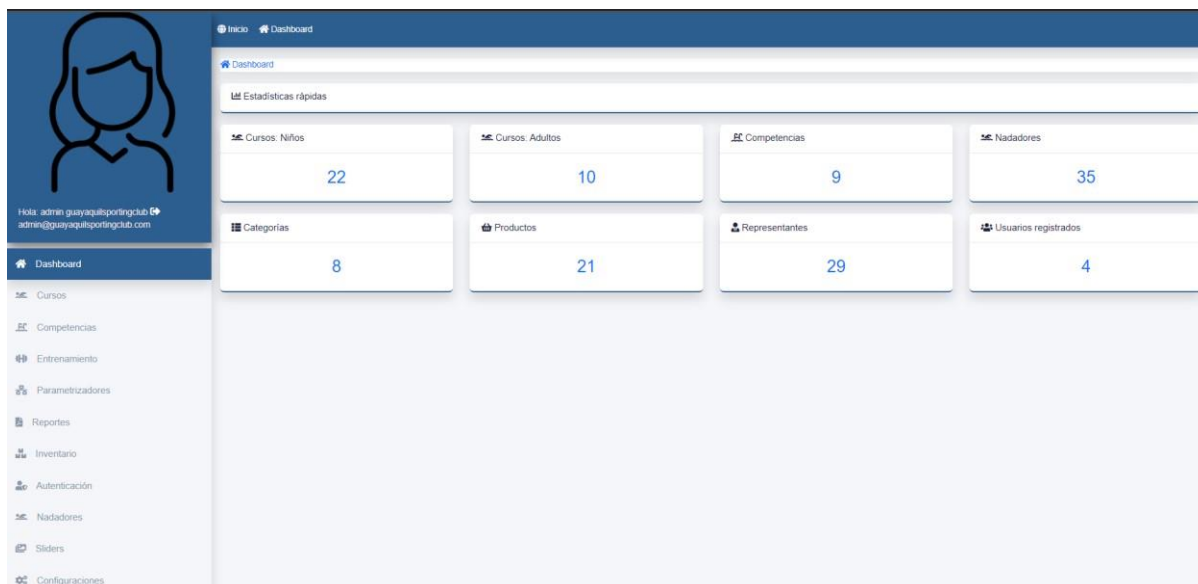 Inicio Dashboard
Dashboard
Estadísticas rápidas
Cursos: Niños
22
Cursos: Adultos
10
Competencias
9
Nadadores
35
Categorías
8
Productos
21
Representantes
29
Usuarios registrados
4
Hola: admin guayaquilsportingclub
admin@guayaquilsportingclub.com
Dashboard
Cursos
Competencias
Entrenamiento
Parametrizadores
Reportes
Inventario
Autenticación
Nadadores
Sliders
Configuraciones